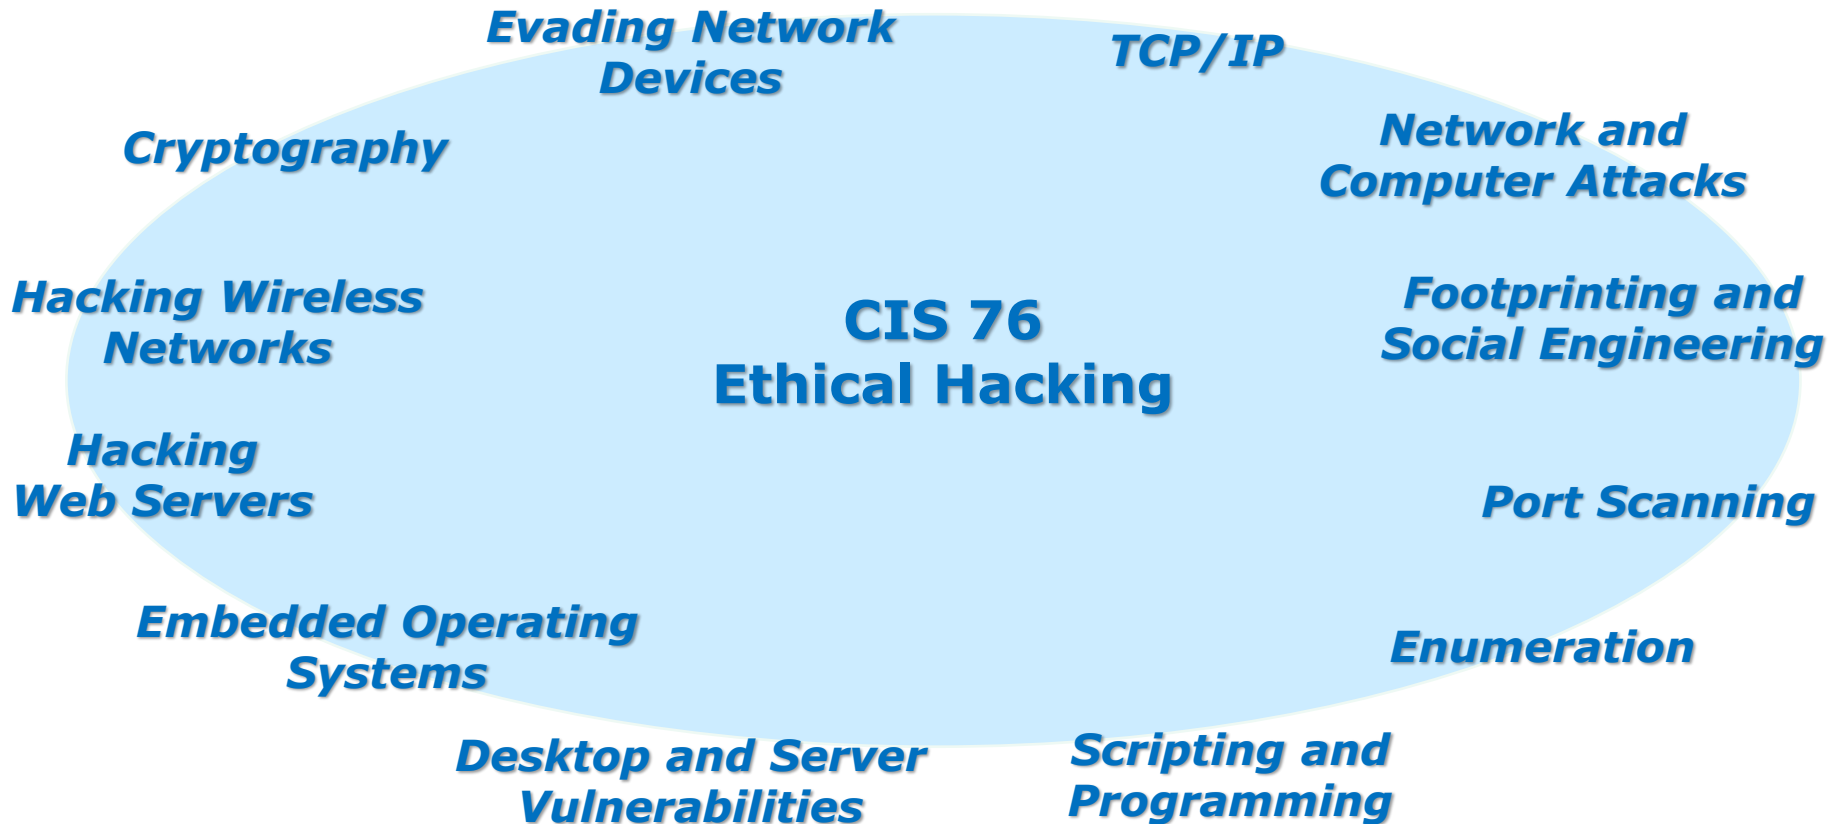 Evading Network
Devices
TCP/IP
Cryptography
Network and
Computer Attacks
Hacking Wireless
Networks
CIS 76
Ethical Hacking
Footprinting and
Social Engineering
Hacking
Web Servers
Port Scanning
Embedded Operating
Systems
Enumeration
Desktop and Server
Vulnerabilities
Scripting and
Programming